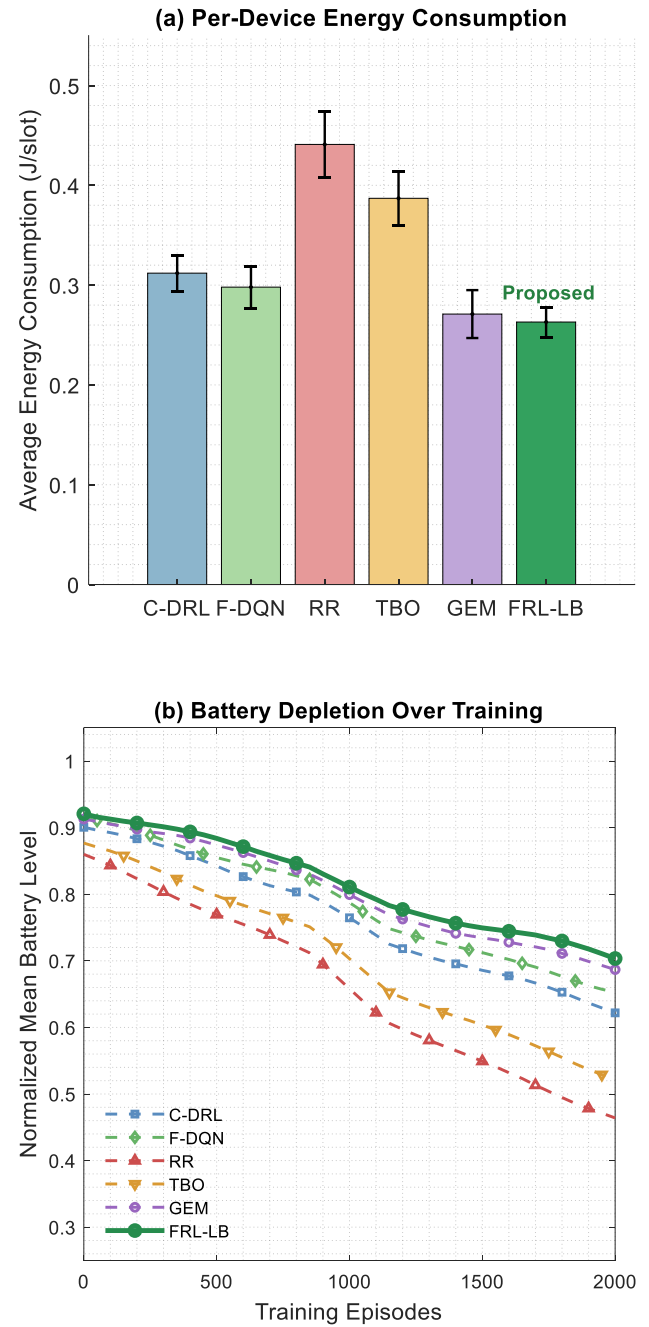 (a) Per-Device Energy Consumption
Average Energy Consumption (J/slot)
0.5
0.4
0.3
0.2
0.1
0
Proposed
C-DRL F-DQN RR TBO GEM FRL-LB
(b) Battery Depletion Over Training
Normalized Mean Battery Level
1
0.9
0.8
0.7
0.6
0.5
0.4
0.3
C-DRL
F-DQN
RR
TBO
GEM
FRL-LB
0 500 1000 1500 2000
Training Episodes